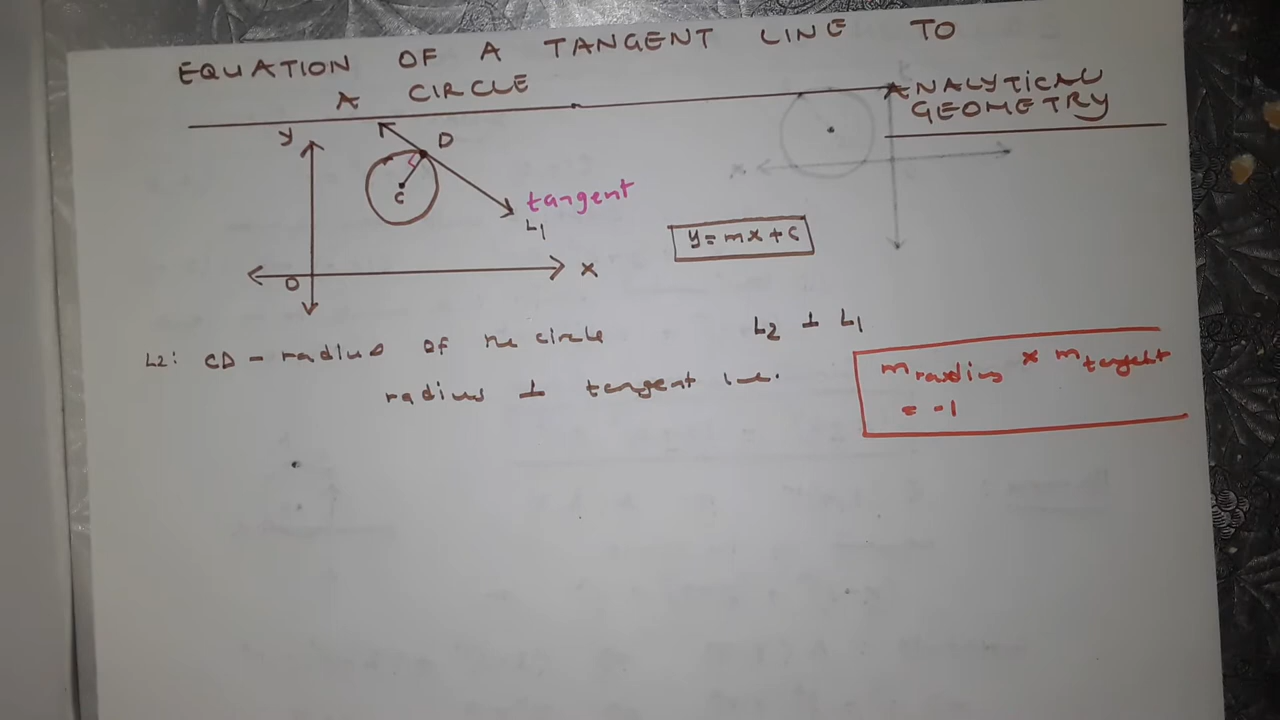 EQUATION OF A TANGENT LINE TO
A CIRCLE
ANALYTICAL
GEOMETRY
y
D
C
tangent
L1
y=mx+c
x
O
L2: CD - radius of the circle
L2 ⊥ L1
radius ⊥ tangent line.
m radius × m tangent
= -1